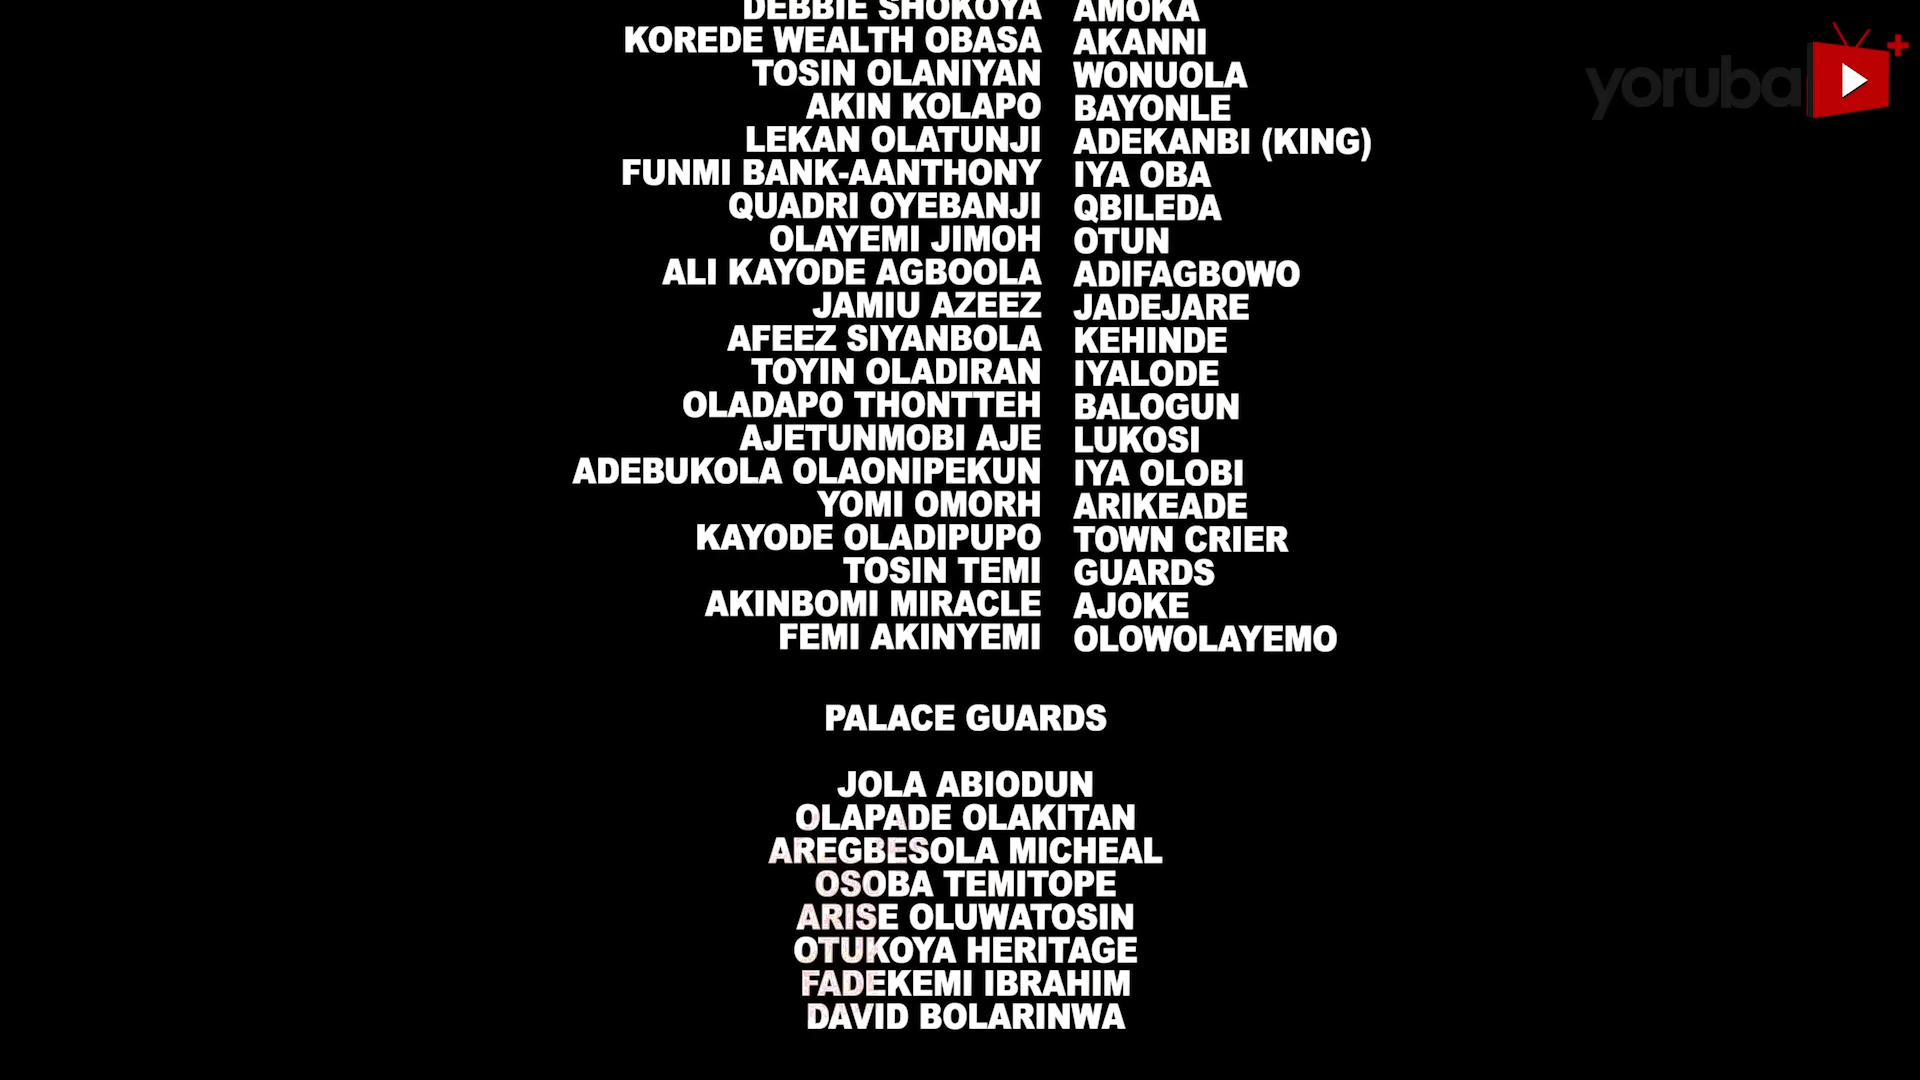 DEBBIE SHOKOYA AMOKA
KOREDE WEALTH OBASA AKANNI
TOSIN OLANIYAN WONUOLA
AKIN KOLAPO BAYONLE
LEKAN OLATUNJI ADEKANBI (KING)
FUNMI BANK-AANTHONY IYA OBA
QUADRI OYEBANJI QBILEDA
OLAYEMI JIMOH OTUN
ALI KAYODE AGBOOLA ADIFAGBOWO
JAMIU AZEEZ JADEJARE
AFEEZ SIYANBOLA KEHINDE
TOYIN OLADIRAN IYALODE
OLADAPO THONTTEH BALOGUN
AJETUNMOBI AJE LUKOSI
ADEBUKOLA OLAONIPEKUN IYA OLOBI
YOMI OMORH ARIKEADE
KAYODE OLADIPUPO TOWN CRIER
TOSIN TEMI GUARDS
AKINBOMI MIRACLE AJOKE
FEMI AKINYEMI OLOWOLAYEMO
PALACE GUARDS
JOLA ABIODUN
OLAPADE OLAKITAN
AREGBESOLA MICHEAL
OSOBA TEMITOPE
ARISE OLUWATOSIN
OTUKOYA HERITAGE
FADEKEMI IBRAHIM
DAVID BOLARINWA
yoruba